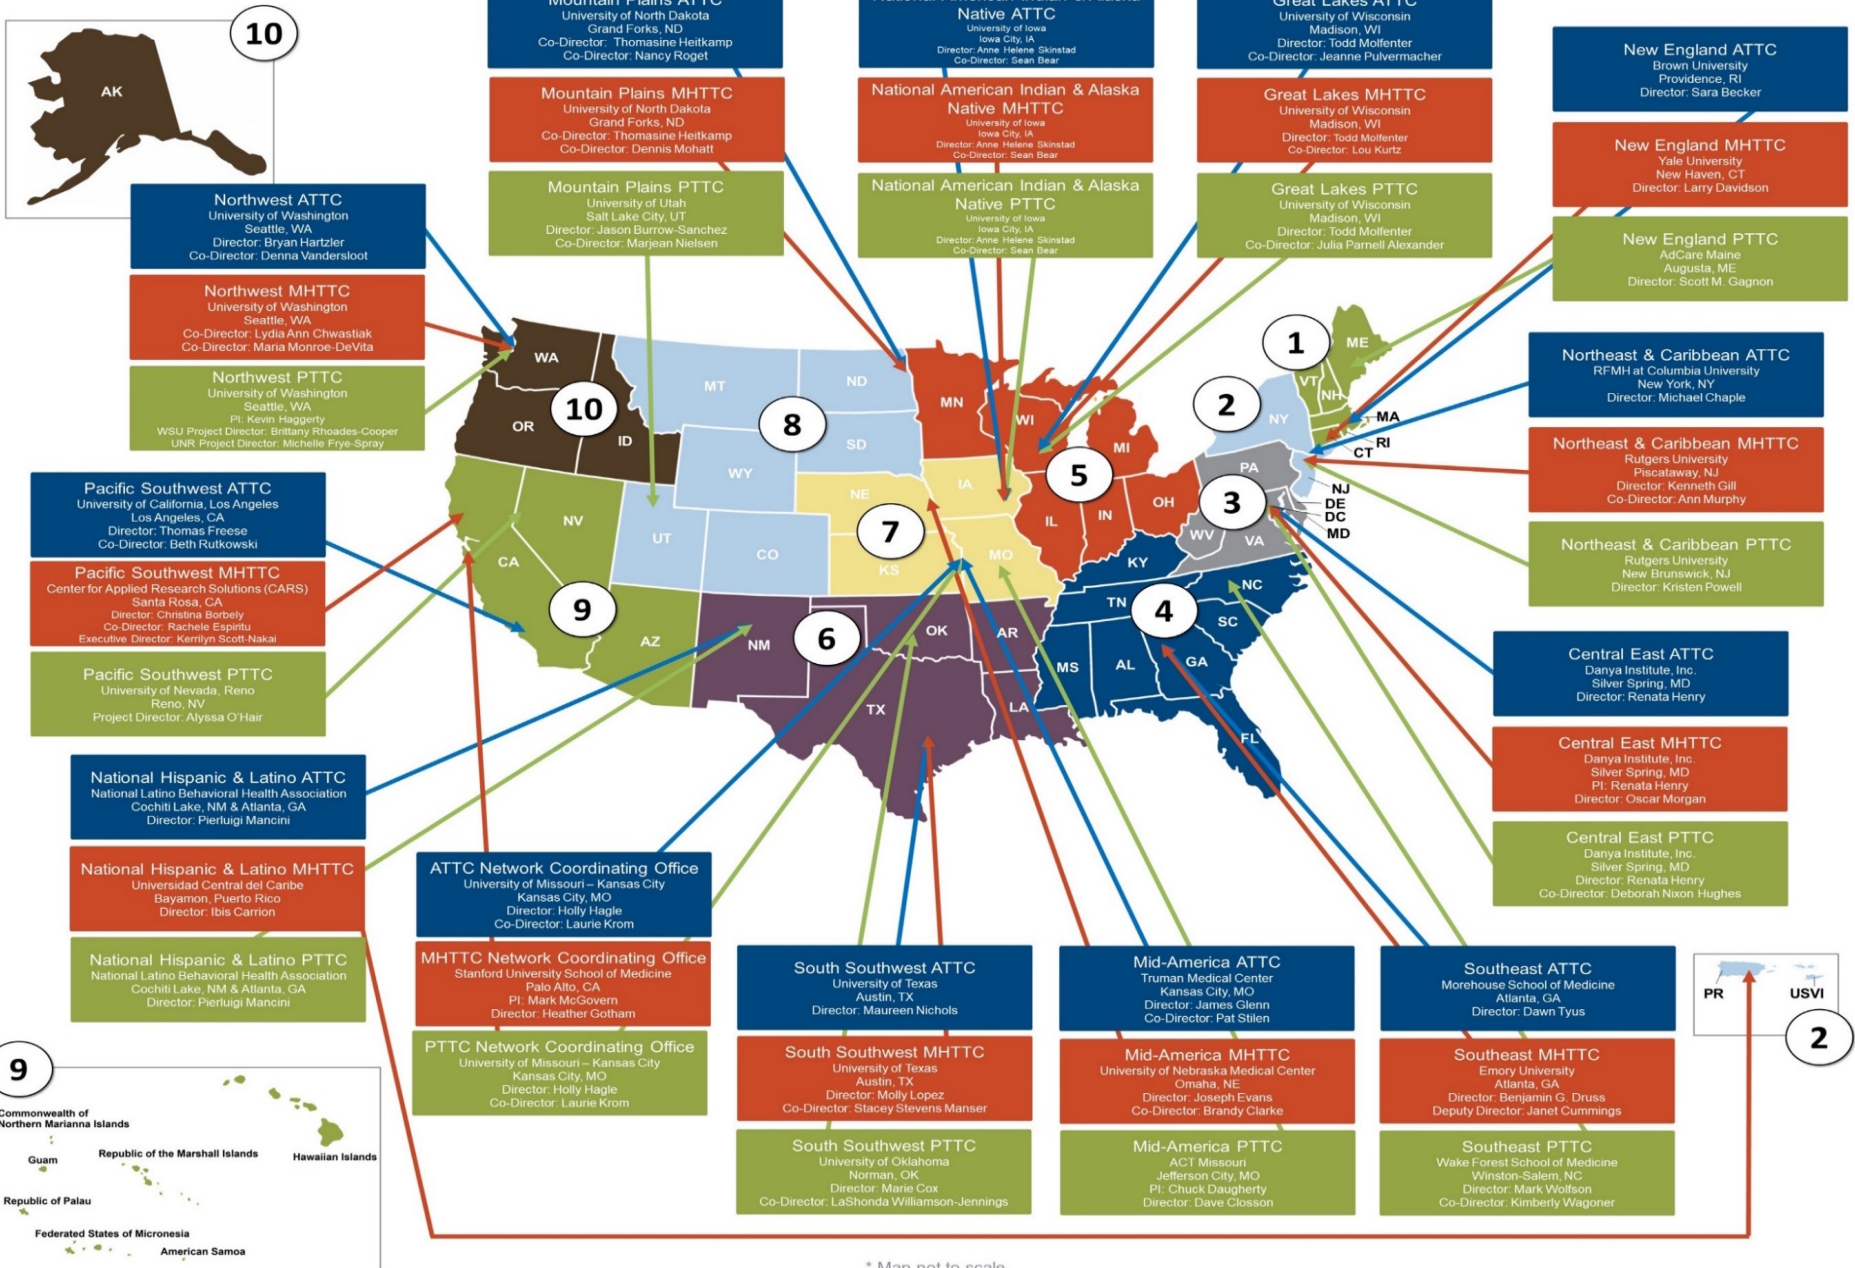 10
AK
Mountain Plains ATTC
University of North Dakota
Grand Forks, ND
Co-Director: Thomasine Heitkamp
Co-Director: Nancy Roget
Mountain Plains MHTTC
University of North Dakota
Grand Forks, ND
Co-Director: Thomasine Heitkamp
Co-Director: Dennis Mohatt
Mountain Plains PTTC
University of Utah
Salt Lake City, UT
Director: Jason Burrow-Sanchez
Co-Director: Marjean Nielsen
National American Indian & Alaska
Native ATTC
University of Iowa
Iowa City, IA
Director: Anne Helene Skinstad
Co-Director: Sean Bear
National American Indian & Alaska
Native MHTTC
University of Iowa
Iowa City, IA
Director: Anne Helene Skinstad
Co-Director: Sean Bear
National American Indian & Alaska
Native PTTC
University of Iowa
Iowa City, IA
Director: Anne Helene Skinstad
Co-Director: Sean Bear
Great Lakes ATTC
University of Wisconsin
Madison, WI
Director: Todd Molfenter
Co-Director: Jeanne Pulvermacher
Great Lakes MHTTC
University of Wisconsin
Madison, WI
Director: Todd Molfenter
Co-Director: Lou Kurtz
Great Lakes PTTC
University of Wisconsin
Madison, WI
Director: Todd Molfenter
Co-Director: Julia Parnell Alexander
New England ATTC
Brown University
Providence, RI
Director: Sara Becker
New England MHTTC
Yale University
New Haven, CT
Director: Larry Davidson
New England PTTC
AdCare Maine
Augusta, ME
Director: Scott M. Gagnon
Northwest ATTC
University of Washington
Seattle, WA
Director: Bryan Hartzler
Co-Director: Denna Vandersloot
Northwest MHTTC
University of Washington
Seattle, WA
Co-Director: Lydia Ann Chwastiak
Co-Director: Maria Monroe-DeVita
Northwest PTTC
University of Washington
Seattle, WA
PI: Kevin Haggerty
WSU Project Director: Brittany Rhoades-Cooper
UNR Project Director: Michelle Frye-Spray
Pacific Southwest ATTC
University of California, Los Angeles
Los Angeles, CA
Director: Thomas Freese
Co-Director: Beth Rutkowski
Pacific Southwest MHTTC
Center for Applied Research Solutions (CARS)
Santa Rosa, CA
Director: Christina Borbely
Co-Director: Rachele Espiritu
Executive Director: Kerrilyn Scott-Nakai
Pacific Southwest PTTC
University of Nevada, Reno
Reno, NV
Project Director: Alyssa O'Hair
WA
OR
ID
10
MT
ND
SD
WY
8
UT
CO
NV
CA
AZ
9
NE
KS
IA
MO
7
MN
WI
MI
IL
IN
OH
5
NM
OK
AR
TX
LA
6
KY
TN
NC
SC
MS
AL
GA
FL
4
PA
WV
VA
3
DE
DC
MD
NY
NJ
2
1
ME
VT
NH
MA
RI
CT
Northeast & Caribbean ATTC
RFMH at Columbia University
New York, NY
Director: Michael Chaple
Northeast & Caribbean MHTTC
Rutgers University
Piscataway, NJ
Director: Kenneth Gill
Co-Director: Ann Murphy
Northeast & Caribbean PTTC
Rutgers University
New Brunswick, NJ
Director: Kristen Powell
Central East ATTC
Danya Institute, Inc.
Silver Spring, MD
Director: Renata Henry
Central East MHTTC
Danya Institute, Inc.
Silver Spring, MD
PI: Renata Henry
Director: Oscar Morgan
Central East PTTC
Danya Institute, Inc.
Silver Spring, MD
Director: Renata Henry
Co-Director: Deborah Nixon Hughes
National Hispanic & Latino ATTC
National Latino Behavioral Health Association
Cochiti Lake, NM & Atlanta, GA
Director: Pierluigi Mancini
National Hispanic & Latino MHTTC
Universidad Central del Caribe
Bayamon, Puerto Rico
Director: Ibis Carrion
National Hispanic & Latino PTTC
National Latino Behavioral Health Association
Cochiti Lake, NM & Atlanta, GA
Director: Pierluigi Mancini
ATTC Network Coordinating Office
University of Missouri – Kansas City
Kansas City, MO
Director: Holly Hagle
Co-Director: Laurie Krom
MHTTC Network Coordinating Office
Stanford University School of Medicine
Palo Alto, CA
PI: Mark McGovern
Director: Heather Gotham
PTTC Network Coordinating Office
University of Missouri – Kansas City
Kansas City, MO
Director: Holly Hagle
Co-Director: Laurie Krom
South Southwest ATTC
University of Texas
Austin, TX
Director: Maureen Nichols
South Southwest MHTTC
University of Texas
Austin, TX
Director: Molly Lopez
Co-Director: Stacey Stevens Manser
South Southwest PTTC
University of Oklahoma
Norman, OK
Director: Marie Cox
Co-Director: LaShonda Williamson-Jennings
Mid-America ATTC
Truman Medical Center
Kansas City, MO
Director: James Glenn
Co-Director: Pat Stilen
Mid-America MHTTC
University of Nebraska Medical Center
Omaha, NE
Director: Joseph Evans
Co-Director: Brandy Clarke
Mid-America PTTC
ACT Missouri
Jefferson City, MO
PI: Chuck Daugherty
Director: Dave Closson
Southeast ATTC
Morehouse School of Medicine
Atlanta, GA
Director: Dawn Tyus
Southeast MHTTC
Emory University
Atlanta, GA
Director: Benjamin G. Druss
Deputy Director: Janet Cummings
Southeast PTTC
Wake Forest School of Medicine
Winston-Salem, NC
Director: Mark Wolfson
Co-Director: Kimberly Wagoner
PR
USVI
2
9
Commonwealth of
Northern Marianna Islands
Guam
Republic of the Marshall Islands
Hawaiian Islands
Republic of Palau
Federated States of Micronesia
American Samoa
* Map not to scale